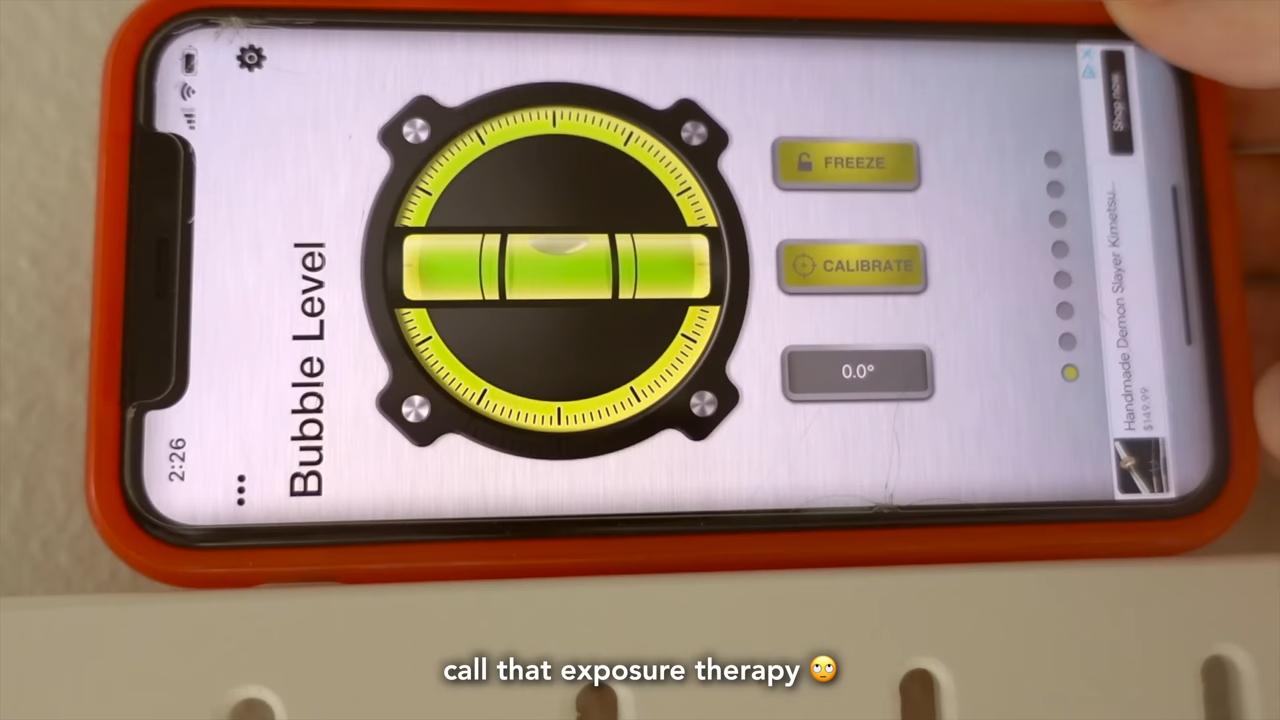 2:26
Bubble Level
FREEZE
CALIBRATE
0.0°
Handmade Demon Slayer Kimetsu...
$149.99
Shop now
call that exposure therapy 🙄